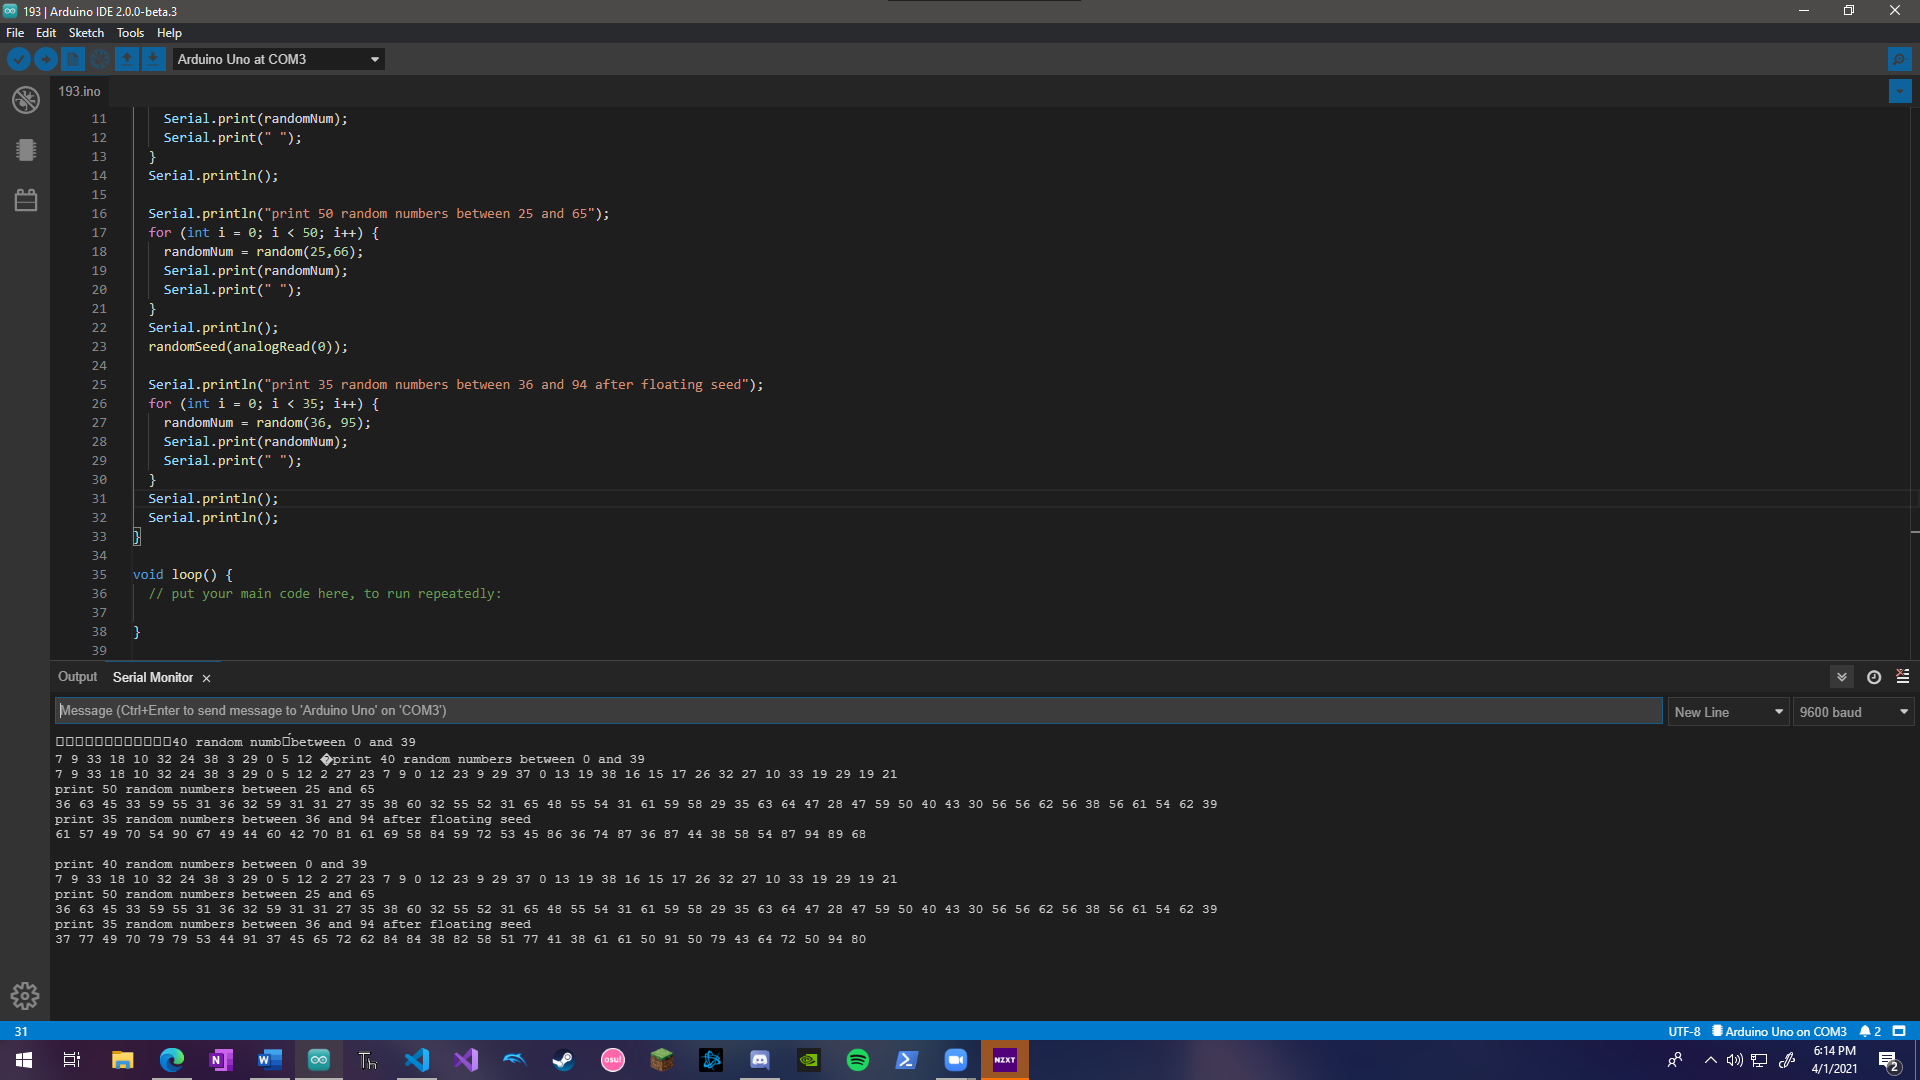 193 | Arduino IDE 2.0.0-beta.3
File Edit Sketch Tools Help
Arduino Uno at COM3
193.ino
11 Serial.print(randomNum);
12 Serial.print(" ");
13 }
14 Serial.println();
15
16 Serial.println("print 50 random numbers between 25 and 65");
17 for (int i = 0; i < 50; i++) {
18 randomNum = random(25,66);
19 Serial.print(randomNum);
20 Serial.print(" ");
21 }
22 Serial.println();
23 randomSeed(analogRead(0));
24
25 Serial.println("print 35 random numbers between 36 and 94 after floating seed");
26 for (int i = 0; i < 35; i++) {
27 randomNum = random(36, 95);
28 Serial.print(randomNum);
29 Serial.print(" ");
30 }
31 Serial.println();
32 Serial.println();
33 }
34
35 void loop() {
36 // put your main code here, to run repeatedly:
37
38 }
39
Output Serial Monitor
Message (Ctrl+Enter to send message to 'Arduino Uno' on 'COM3')
New Line 9600 baud
□□□□□□□□□□□□40 random numb□between 0 and 39
7 9 33 18 10 32 24 38 3 29 0 5 12 �print 40 random numbers between 0 and 39
7 9 33 18 10 32 24 38 3 29 0 5 12 2 27 23 7 9 0 12 23 9 29 37 0 13 19 38 16 15 17 26 32 27 10 33 19 29 19 21
print 50 random numbers between 25 and 65
36 63 45 33 59 55 31 36 32 59 31 31 27 35 38 60 32 55 52 31 65 48 55 54 31 61 59 58 29 35 63 64 47 28 47 59 50 40 43 30 56 56 62 56 38 56 61 54 62 39
print 35 random numbers between 36 and 94 after floating seed
61 57 49 70 54 90 67 49 44 60 42 70 81 61 69 58 84 59 72 53 45 86 36 74 87 36 87 44 38 58 54 87 94 89 68
print 40 random numbers between 0 and 39
7 9 33 18 10 32 24 38 3 29 0 5 12 2 27 23 7 9 0 12 23 9 29 37 0 13 19 38 16 15 17 26 32 27 10 33 19 29 19 21
print 50 random numbers between 25 and 65
36 63 45 33 59 55 31 36 32 59 31 31 27 35 38 60 32 55 52 31 65 48 55 54 31 61 59 58 29 35 63 64 47 28 47 59 50 40 43 30 56 56 62 56 38 56 61 54 62 39
print 35 random numbers between 36 and 94 after floating seed
37 77 49 70 79 79 53 44 91 37 45 65 72 62 84 84 38 82 58 51 77 41 38 61 61 50 91 50 79 43 64 72 50 94 80
31
UTF-8 Arduino Uno on COM3 2
N W Th osu! NZXT
6:14 PM
4/1/2021
2